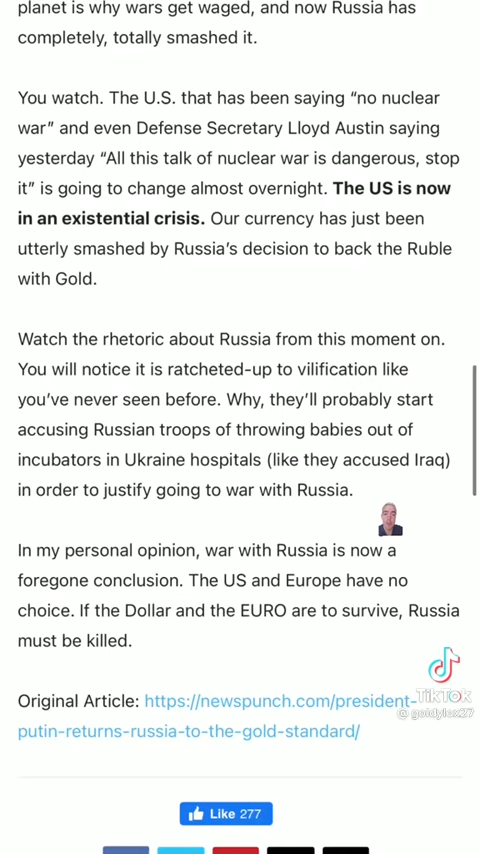 planet is why wars get waged, and now Russia has
completely, totally smashed it.
You watch. The U.S. that has been saying “no nuclear
war” and even Defense Secretary Lloyd Austin saying
yesterday “All this talk of nuclear war is dangerous, stop
it” is going to change almost overnight. The US is now
in an existential crisis. Our currency has just been
utterly smashed by Russia’s decision to back the Ruble
with Gold.
Watch the rhetoric about Russia from this moment on.
You will notice it is ratcheted-up to vilification like
you’ve never seen before. Why, they’ll probably start
accusing Russian troops of throwing babies out of
incubators in Ukraine hospitals (like they accused Iraq)
in order to justify going to war with Russia.
In my personal opinion, war with Russia is now a
foregone conclusion. The US and Europe have no
choice. If the Dollar and the EURO are to survive, Russia
must be killed.
Original Article: https://newspunch.com/president-
putin-returns-russia-to-the-gold-standard/
TikTok
Like 277